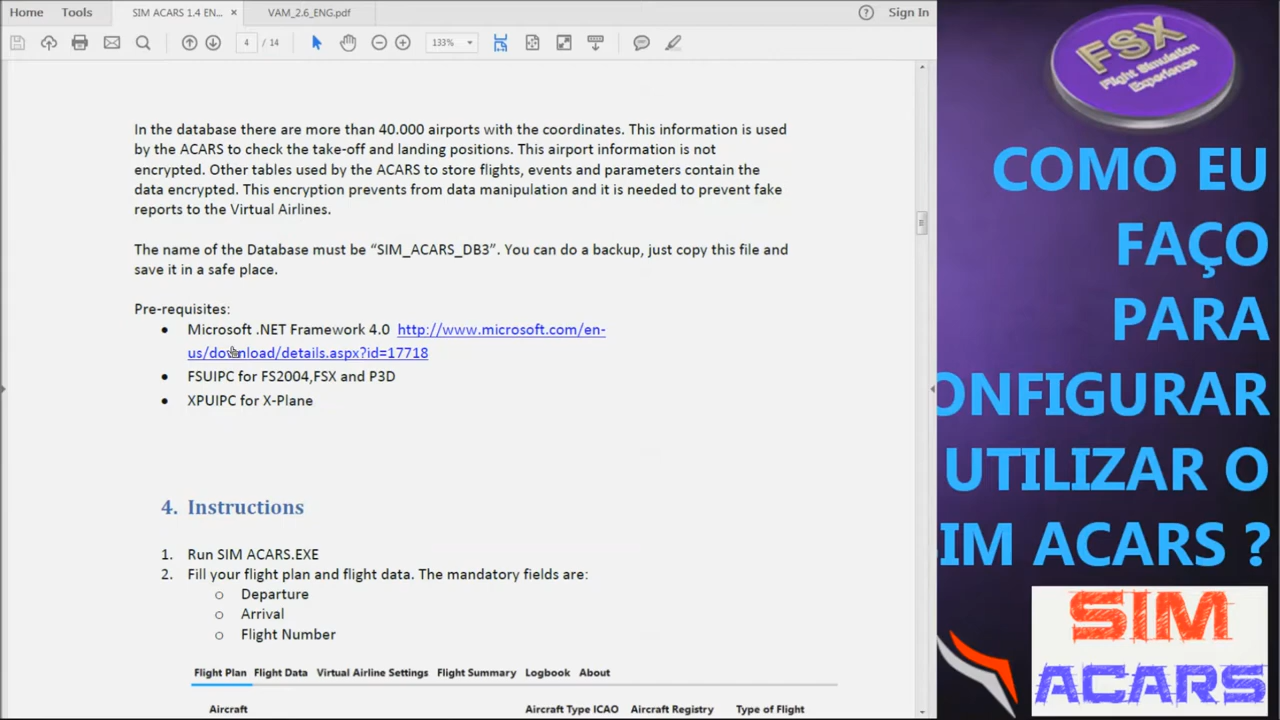 Home Tools SIM ACARS 1.4 EN... × VAM_2.6_ENG.pdf ? Sign In
4 / 14 133%
In the database there are more than 40.000 airports with the coordinates. This information is used
by the ACARS to check the take-off and landing positions. This airport information is not
encrypted. Other tables used by the ACARS to store flights, events and parameters contain the
data encrypted. This encryption prevents from data manipulation and it is needed to prevent fake
reports to the Virtual Airlines.
The name of the Database must be “SIM_ACARS_DB3”. You can do a backup, just copy this file and
save it in a safe place.
Pre-requisites:
• Microsoft .NET Framework 4.0 http://www.microsoft.com/en-
us/download/details.aspx?id=17718
• FSUIPC for FS2004,FSX and P3D
• XPUIPC for X-Plane
4. Instructions
1. Run SIM ACARS.EXE
2. Fill your flight plan and flight data. The mandatory fields are:
o Departure
o Arrival
o Flight Number
Flight Plan Flight Data Virtual Airline Settings Flight Summary Logbook About
Aircraft Aircraft Type ICAO Aircraft Registry Type of Flight
FSX
Flight Simulation
Experience
COMO EU
FAÇO
PARA
ONFIGURAR
UTILIZAR O
SIM ACARS ?
SIM
ACARS